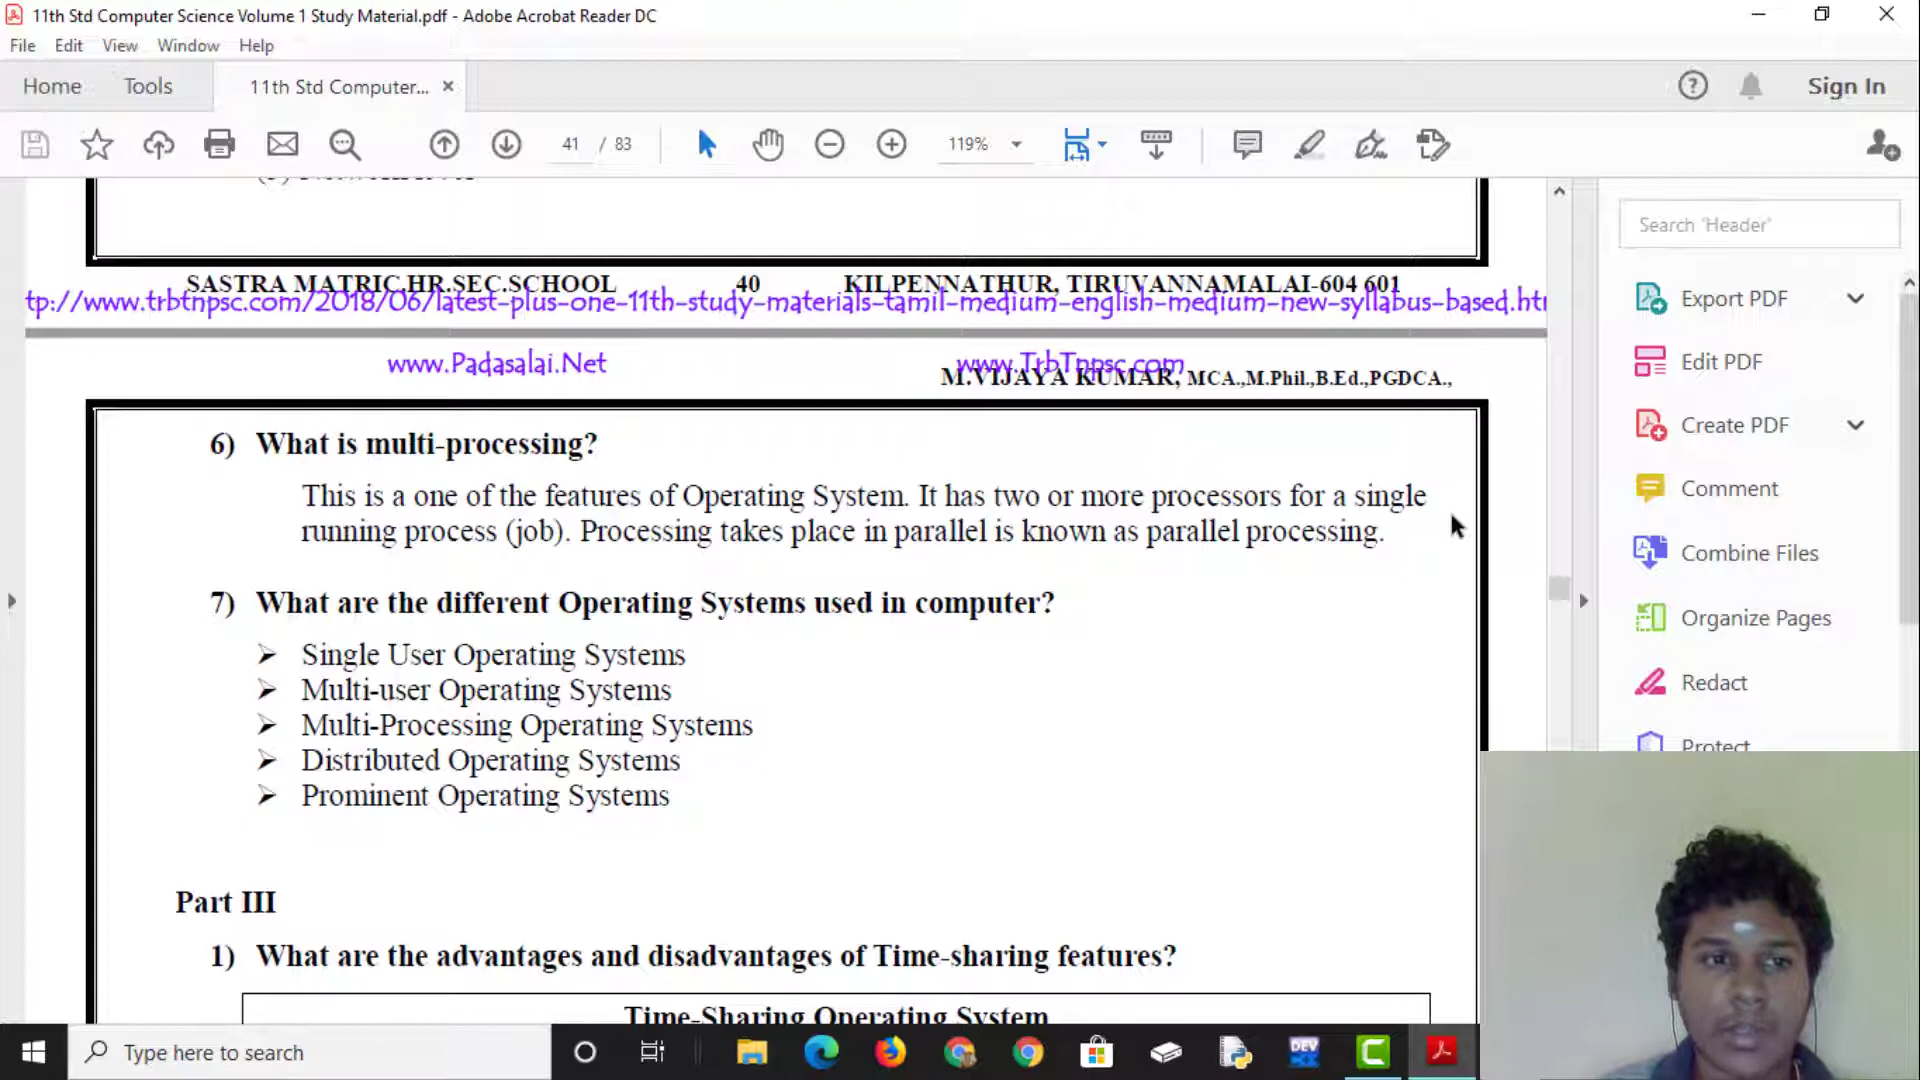 11th Std Computer Science Volume 1 Study Material.pdf - Adobe Acrobat Reader DC
File Edit View Window Help
Home Tools 11th Std Computer... × Sign In
41 / 83 119%
SASTRA MATRIC.HR.SEC.SCHOOL 40 KILPENNATHUR, TIRUVANNAMALAI-604 601
tp://www.trbtnpsc.com/2018/06/latest-plus-one-11th-study-materials-tamil-medium-english-medium-new-syllabus-based.htm
www.Padasalai.Net www.TrbTnpsc.com
M.VIJAYA KUMAR, MCA.,M.Phil.,B.Ed.,PGDCA.,
6) What is multi-processing?
This is a one of the features of Operating System. It has two or more processors for a single
running process (job). Processing takes place in parallel is known as parallel processing.
7) What are the different Operating Systems used in computer?
➢ Single User Operating Systems
➢ Multi-user Operating Systems
➢ Multi-Processing Operating Systems
➢ Distributed Operating Systems
➢ Prominent Operating Systems
Part III
1) What are the advantages and disadvantages of Time-sharing features?
Time-Sharing Operating System
Search 'Header'
Export PDF
Edit PDF
Create PDF
Comment
Combine Files
Organize Pages
Redact
Protect
Type here to search
DEV